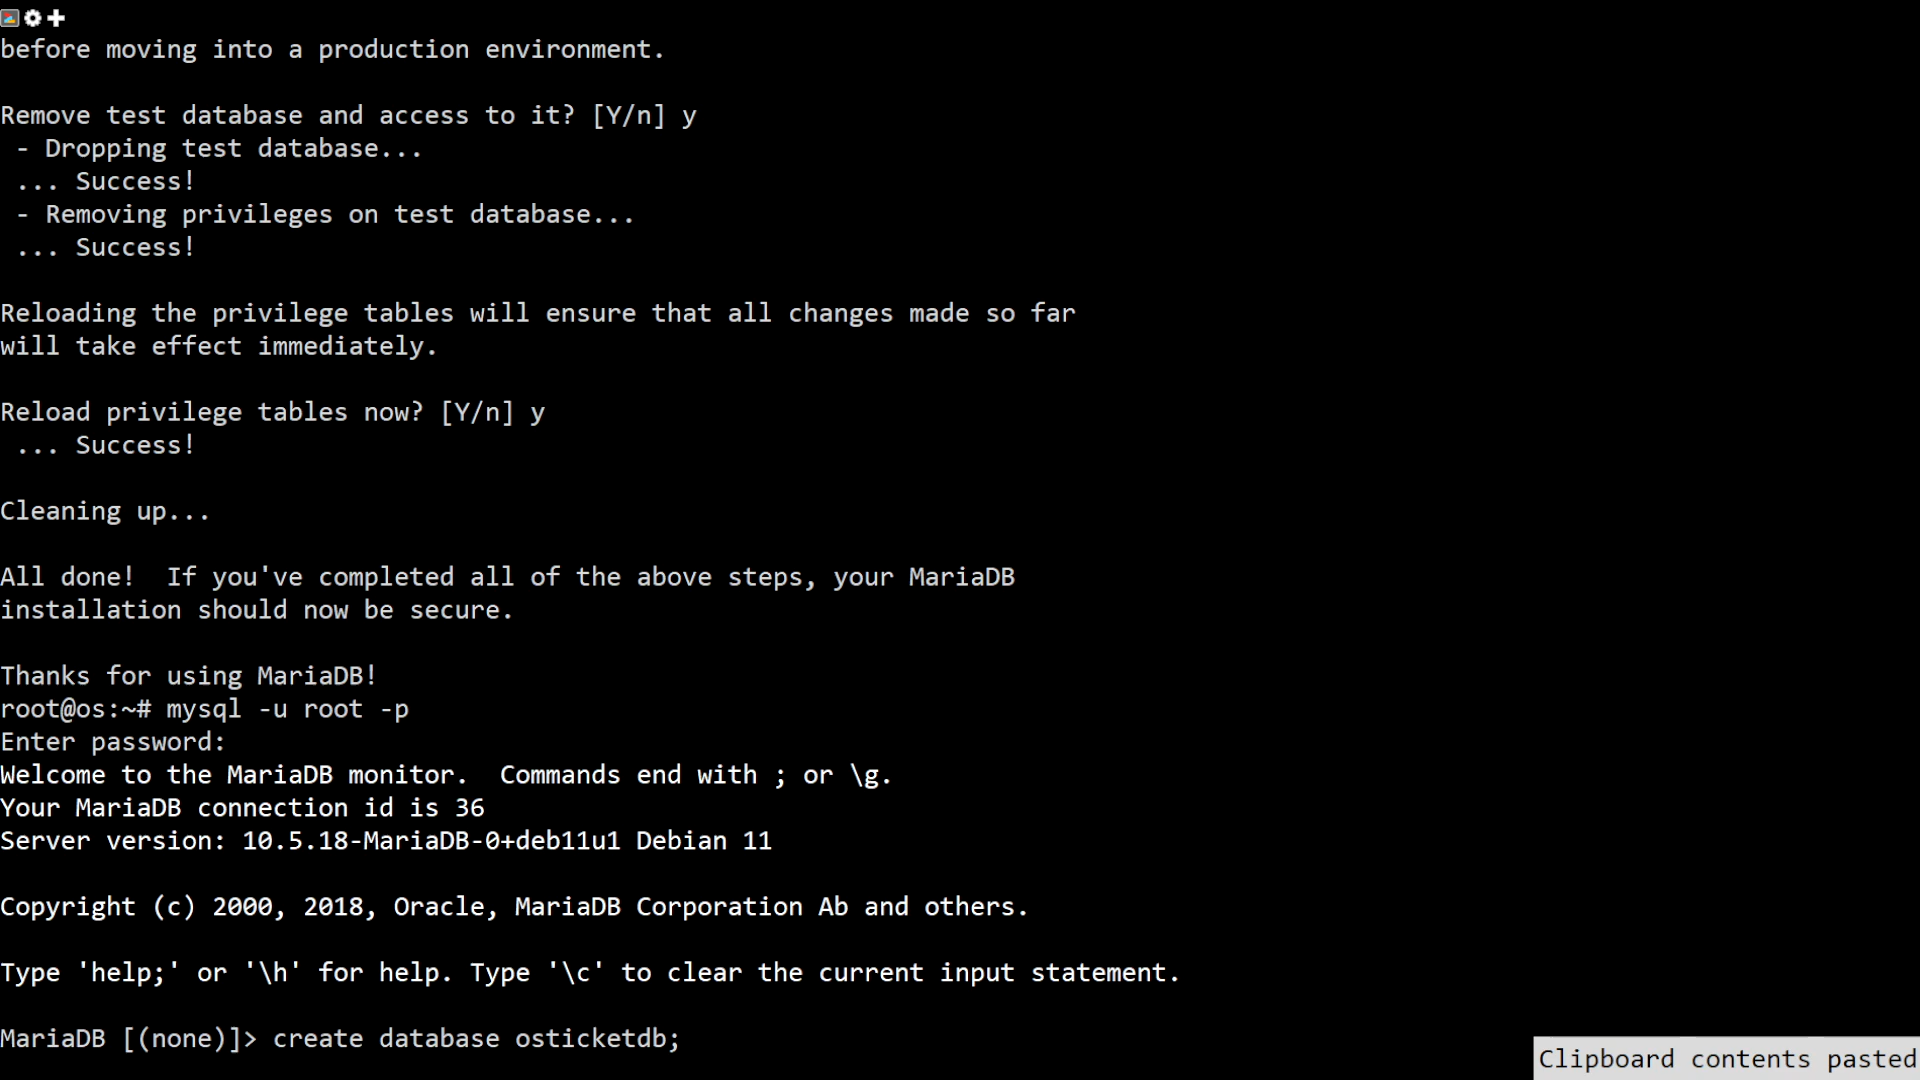 before moving into a production environment.
Remove test database and access to it? [Y/n] y
 - Dropping test database...
 ... Success!
 - Removing privileges on test database...
 ... Success!
Reloading the privilege tables will ensure that all changes made so far
will take effect immediately.
Reload privilege tables now? [Y/n] y
 ... Success!
Cleaning up...
All done!  If you've completed all of the above steps, your MariaDB
installation should now be secure.
Thanks for using MariaDB!
root@os:~# mysql -u root -p
Enter password:
Welcome to the MariaDB monitor.  Commands end with ; or \g.
Your MariaDB connection id is 36
Server version: 10.5.18-MariaDB-0+deb11u1 Debian 11
Copyright (c) 2000, 2018, Oracle, MariaDB Corporation Ab and others.
Type 'help;' or '\h' for help. Type '\c' to clear the current input statement.
MariaDB [(none)]> create database osticketdb;
Clipboard contents pasted